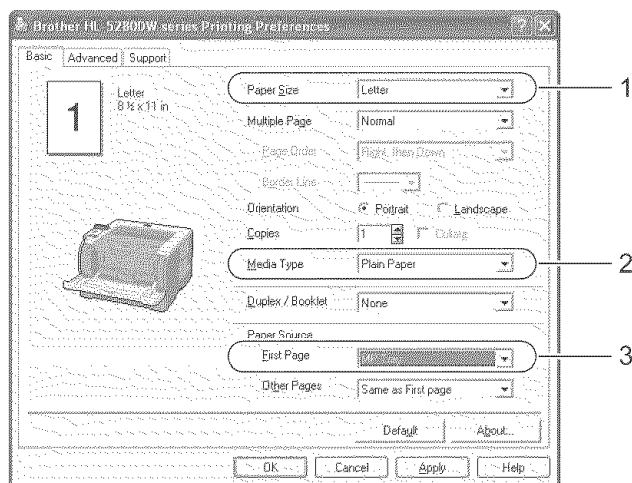 Brother HL-5280DW series Printing Preferences
Basic Advanced Support
1
Letter
8 ½ x 11 in
Paper Size Letter 1
Multiple Page Normal
Page Order Right, then Down
Border Line
Orientation Portrait Landscape
Copies 1 Collate
Media Type Plain Paper 2
Duplex / Booklet None
Paper Source
First Page 3
Other Pages Same as First page
Default About...
OK Cancel Apply Help